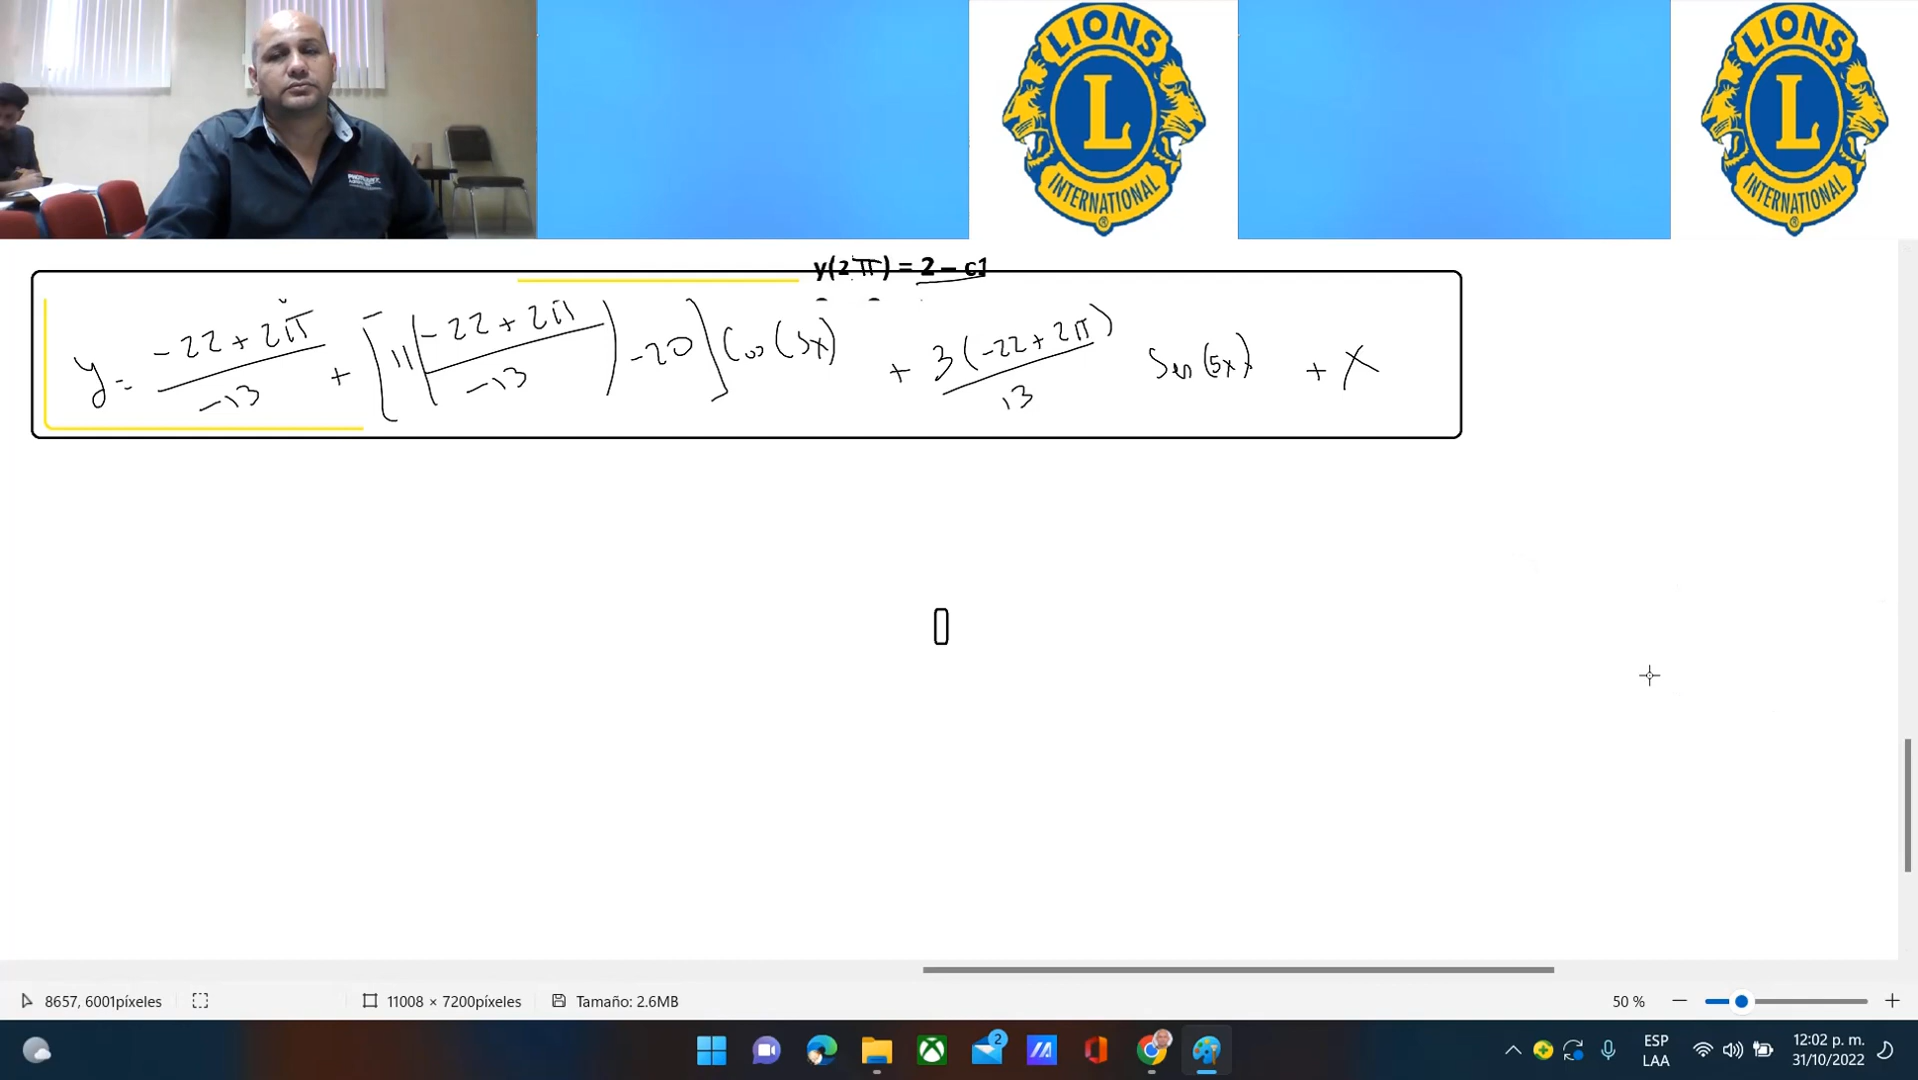 LIONS
L
INTERNATIONAL
®
LIONS
L
INTERNATIONAL
®
y(2π) = 2 – c1
y = (-22+2π)/-13 + [11((-22+2π)/-13) -20] Cos(5x) + 3(-22+2π)/13 Sen(5x) + x
8657, 6001píxeles
11008 × 7200píxeles
Tamaño: 2.6MB
50 %
2
ESP
LAA
12:02 p. m.
31/10/2022